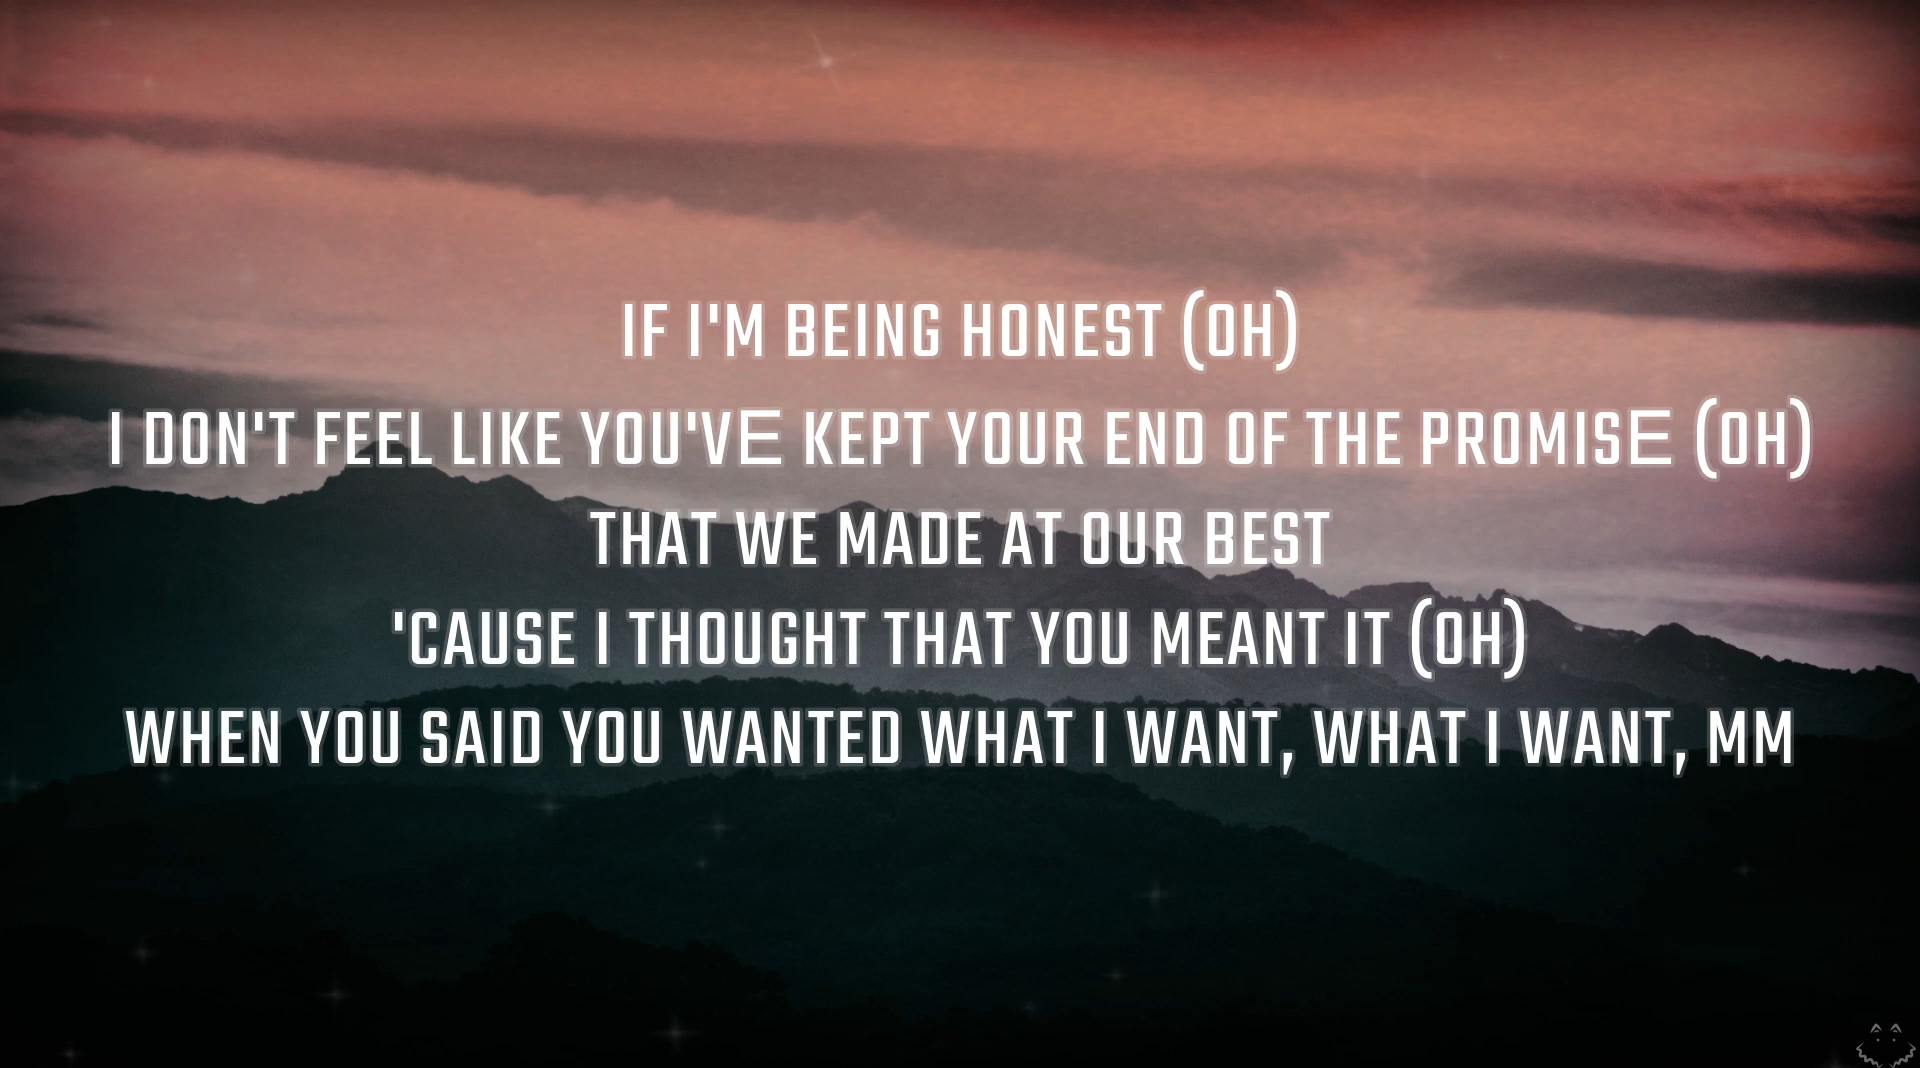 IF I'M BEING HONEST (OH)
I DON'T FEEL LIKE YOU'VE KEPT YOUR END OF THE PROMISE (OH)
THAT WE MADE AT OUR BEST
'CAUSE I THOUGHT THAT YOU MEANT IT (OH)
WHEN YOU SAID YOU WANTED WHAT I WANT, WHAT I WANT, MM